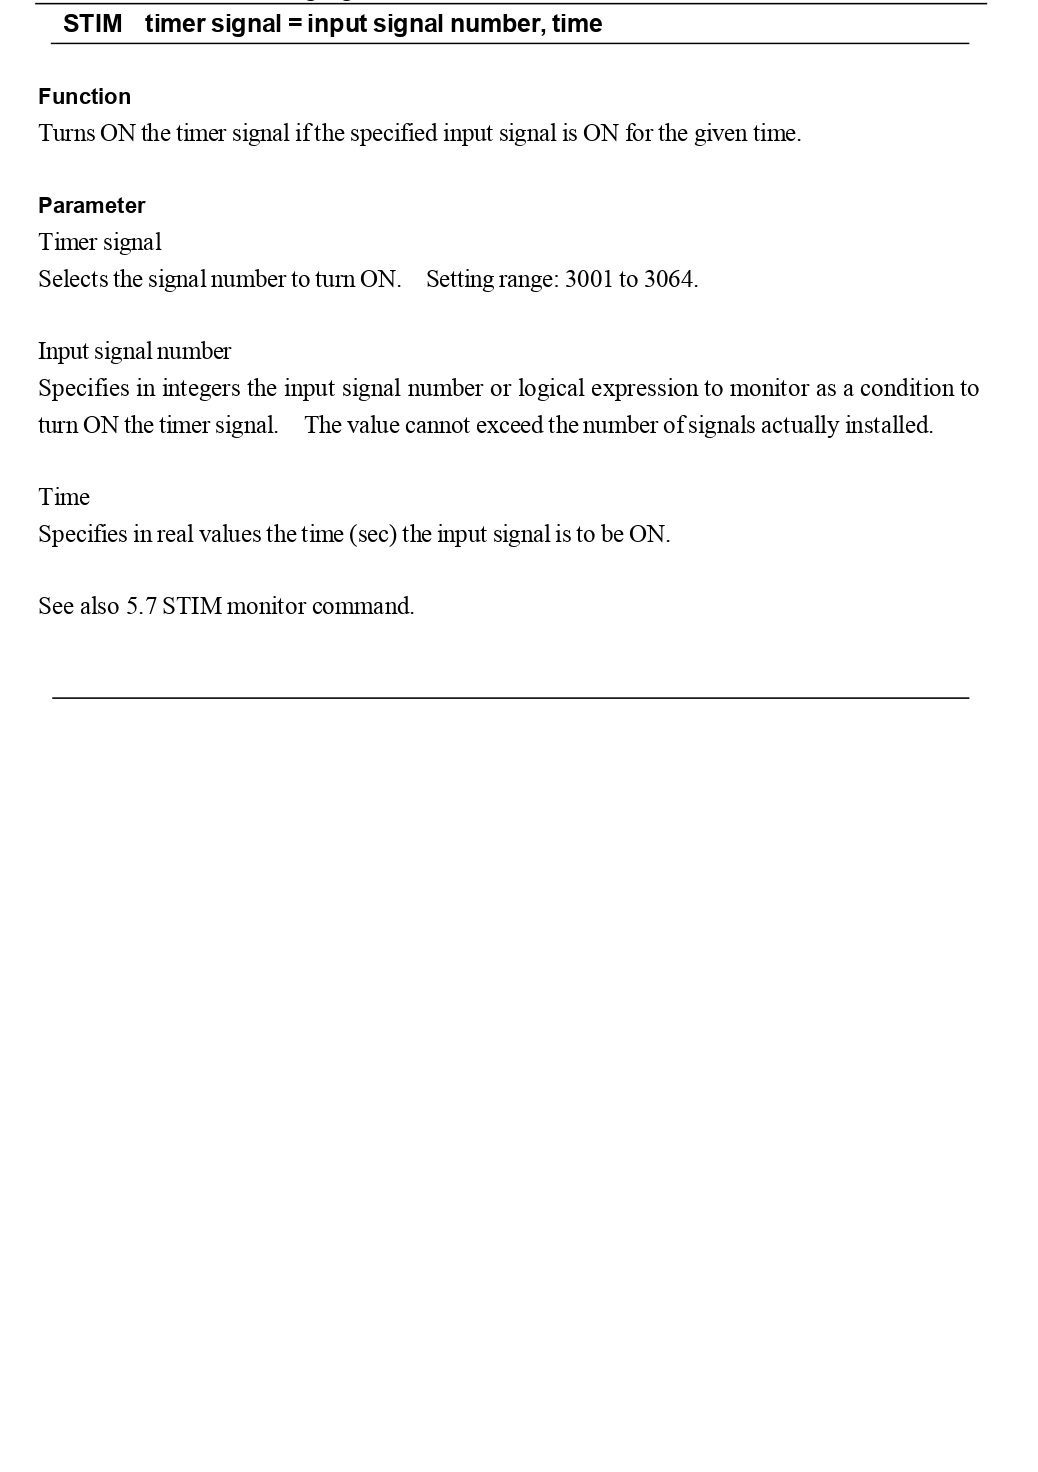 STIM timer signal = input signal number, time
Function
Turns ON the timer signal if the specified input signal is ON for the given time.
Parameter
Timer signal
Selects the signal number to turn ON. Setting range: 3001 to 3064.
Input signal number
Specifies in integers the input signal number or logical expression to monitor as a condition to
turn ON the timer signal. The value cannot exceed the number of signals actually installed.
Time
Specifies in real values the time (sec) the input signal is to be ON.
See also 5.7 STIM monitor command.